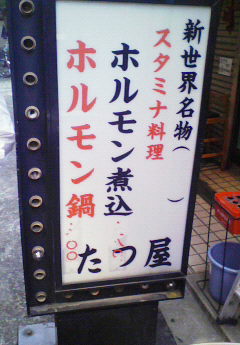 新世界名物(　　)
スタミナ料理
ホルモン煮込
ホルモン鍋
たつ屋